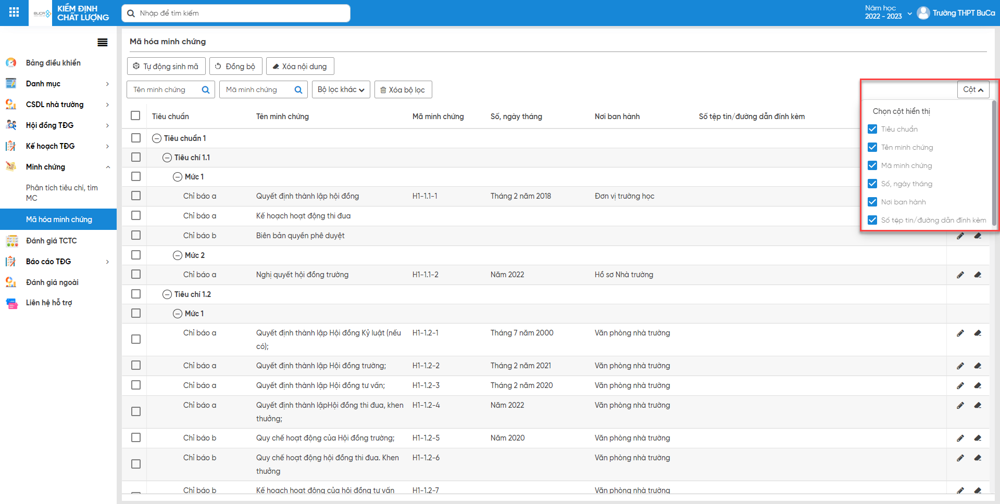 BUCA
KIỂM ĐỊNH
CHẤT LƯỢNG
Nhập để tìm kiếm
Năm học
2022 - 2023
Trường THPT BuCa
Bảng điều khiển
Danh mục
CSDL nhà trường
Hội đồng TĐG
Kế hoạch TĐG
Minh chứng
Phân tích tiêu chí, tìm
MC
Mã hóa minh chứng
Đánh giá TCTC
Báo cáo TĐG
Đánh giá ngoài
Liên hệ hỗ trợ
Mã hóa minh chứng
Tự động sinh mã Đồng bộ Xóa nội dung
Tên minh chứng Mã minh chứng Bộ lọc khác Xóa bộ lọc Cột
Chọn cột hiển thị
Tiêu chuẩn
Tên minh chứng
Mã minh chứng
Số, ngày tháng
Nơi ban hành
Số tệp tin/đường dẫn đính kèm
Tiêu chuẩn Tên minh chứng Mã minh chứng Số, ngày tháng Nơi ban hành Số tệp tin/đường dẫn đính kèm
Tiêu chuẩn 1
Tiêu chí 1.1
Mức 1
Chỉ báo a Quyết định thành lập hội đồng H1-1.1-1 Tháng 2 năm 2018 Đơn vị trường học
Chỉ báo a Kế hoạch hoạt động thi đua
Chỉ báo b Biên bản quyền phê duyệt
Mức 2
Chỉ báo a Nghị quyết hội đồng trường H1-1.1-2 Năm 2022 Hồ sơ Nhà trường
Tiêu chí 1.2
Mức 1
Chỉ báo a Quyết định thành lập Hội đồng Kỷ luật (nếu H1-1.2-1 Tháng 7 năm 2000 Văn phòng nhà trường
có);
Chỉ báo a Quyết định thành lập Hội đồng trường; H1-1.2-2 Tháng 2 năm 2021 Văn phòng nhà trường
Chỉ báo a Quyết định thành lập Hội đồng tư vấn; H1-1.2-3 Tháng 2 năm 2020 Văn phòng nhà trường
Chỉ báo a Quyết định thành lậpHội đồng thi đua, khen H1-1.2-4 Năm 2022 Văn phòng nhà trường
thưởng;
Chỉ báo b Quy chế hoạt động của Hội đồng trường; H1-1.2-5 Năm 2020 Văn phòng nhà trường
Chỉ báo b Quy chế hoạt động hội đồng thi đua. Khen H1-1.2-6 Văn phòng nhà trường
thưởng
Chỉ báo b Kế hoạch hoạt động của hội đồng tư vấn H1-1.2-7 Văn phòng nhà trường